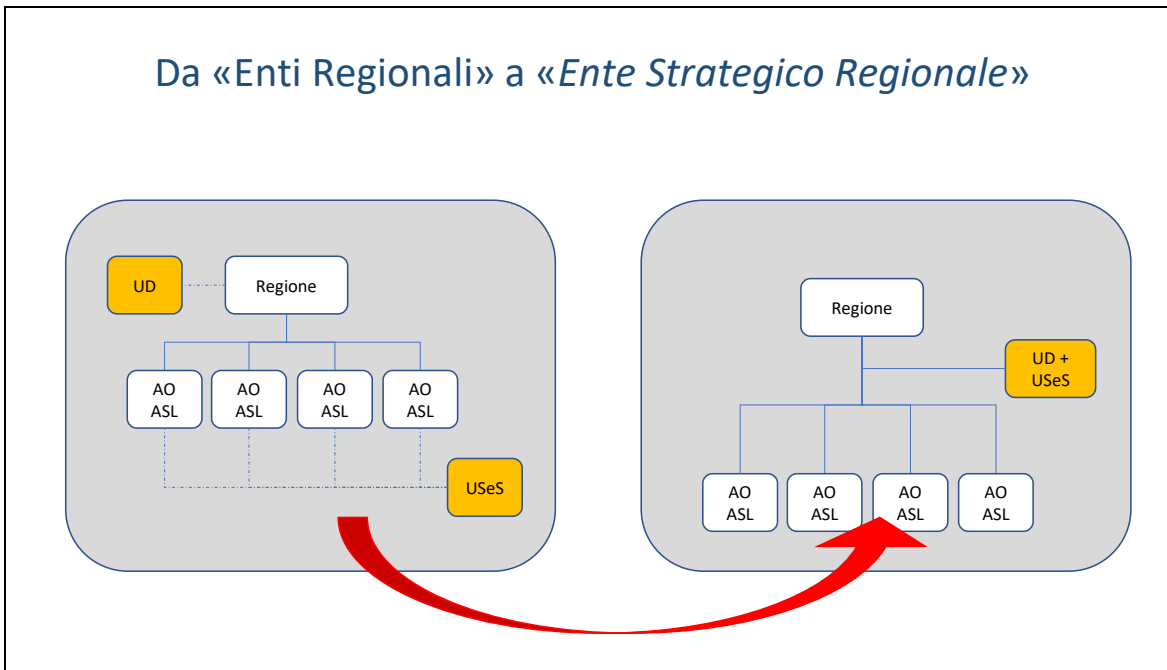 Da «Enti Regionali» a «Ente Strategico Regionale»
UD
Regione
AO
ASL
AO
ASL
AO
ASL
AO
ASL
USeS
Regione
UD +
USeS
AO
ASL
AO
ASL
AO
ASL
AO
ASL